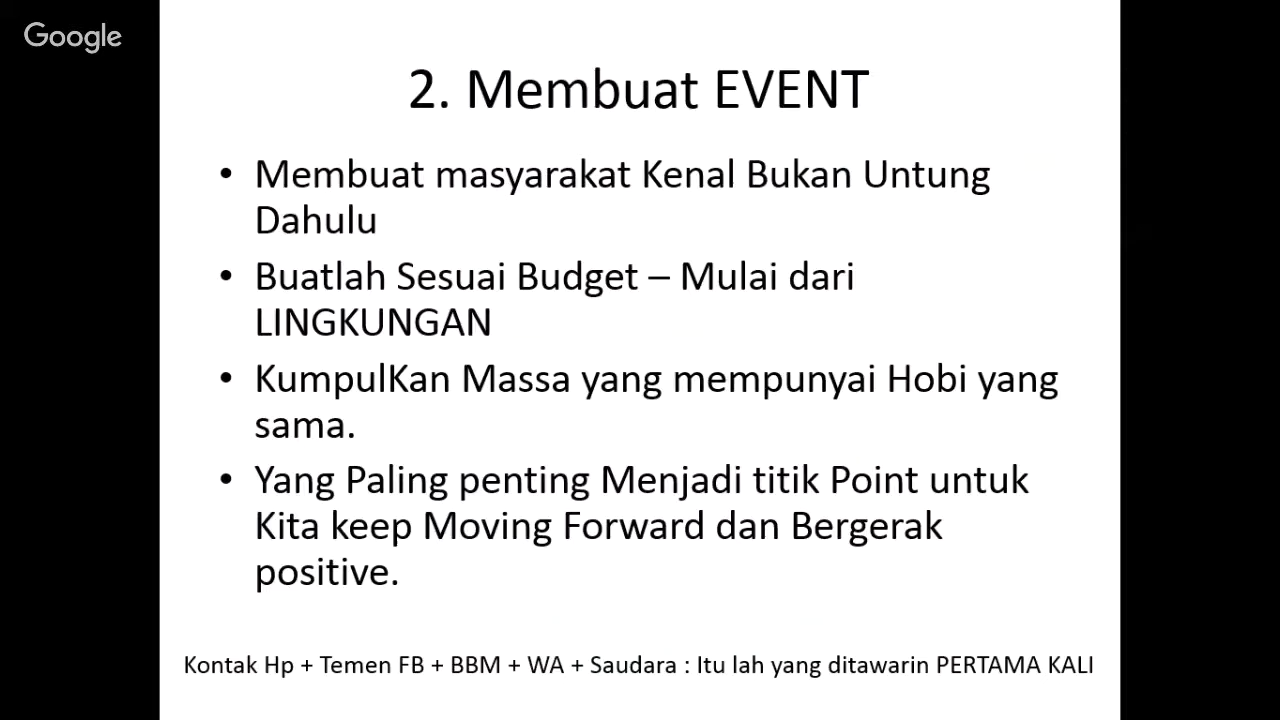 Google
2. Membuat EVENT
• Membuat masyarakat Kenal Bukan Untung
Dahulu
• Buatlah Sesuai Budget – Mulai dari
LINGKUNGAN
• KumpulKan Massa yang mempunyai Hobi yang
sama.
• Yang Paling penting Menjadi titik Point untuk
Kita keep Moving Forward dan Bergerak
positive.
Kontak Hp + Temen FB + BBM + WA + Saudara : Itu lah yang ditawarin PERTAMA KALI